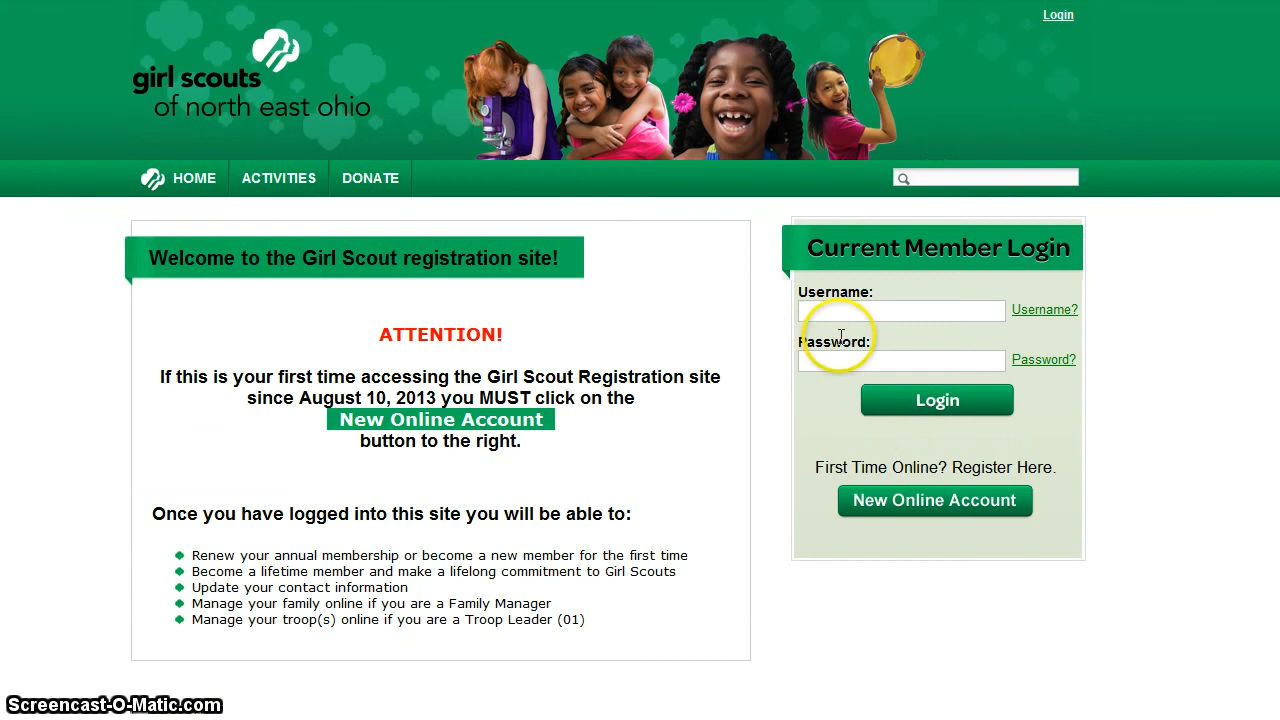 Login
girl scouts
of north east ohio
HOME ACTIVITIES DONATE
Welcome to the Girl Scout registration site!
ATTENTION!
If this is your first time accessing the Girl Scout Registration site
since August 10, 2013 you MUST click on the
New Online Account
button to the right.
Once you have logged into this site you will be able to:
Renew your annual membership or become a new member for the first time
Become a lifetime member and make a lifelong commitment to Girl Scouts
Update your contact information
Manage your family online if you are a Family Manager
Manage your troop(s) online if you are a Troop Leader (01)
Current Member Login
Username:
Username?
Password:
Password?
Login
First Time Online? Register Here.
New Online Account
Screencast-O-Matic.com